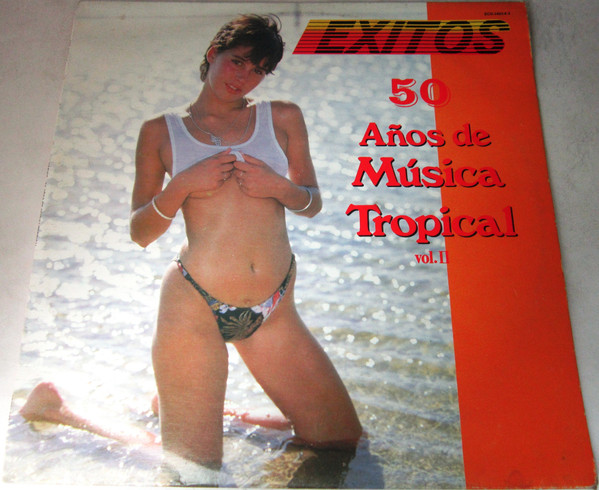 EXITOS
50
Años de
Música
Tropical
vol. II